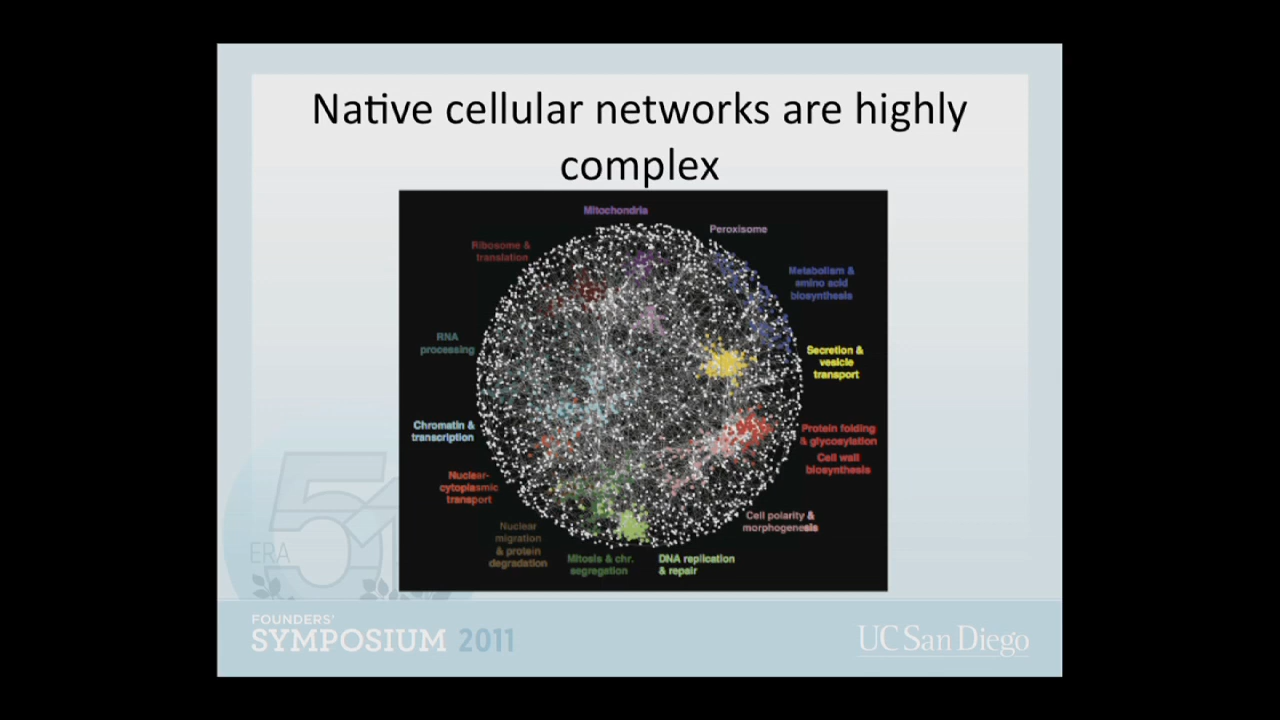 Native cellular networks are highly
complex
Mitochondria
Peroxisome
Ribosome &
translation
Metabolism &
amino acid
biosynthesis
RNA
processing
Secretion &
vesicle
transport
Chromatin &
transcription
Protein folding
& glycosylation
Cell wall
biosynthesis
Nuclear-
cytoplasmic
transport
Cell polarity &
morphogenesis
Nuclear
migration
& protein
degradation
Mitosis & chr.
segregation
DNA replication
& repair
ERA
51
FOUNDERS'
SYMPOSIUM 2011
UC San Diego